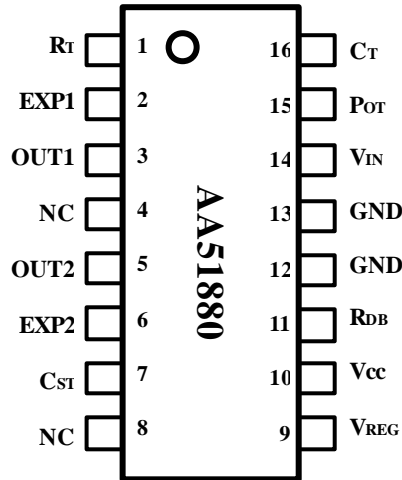 RT 1 16 CT
EXP1 2 15 POT
OUT1 3 14 VIN
NC 4 13 GND
OUT2 5 12 GND
EXP2 6 11 RDB
CST 7 10 Vcc
NC 8 9 VREG
AA51880